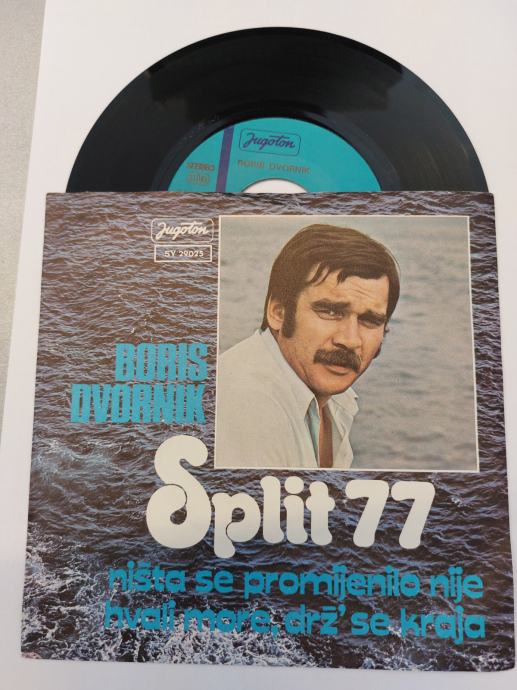 Jugoton
STEREO
BORIS DVORNIK
Jugoton
SY 29025
BORIS
DVORNIK
Split 77
ništa se promijenilo nije
hvali more, drž' se kraja